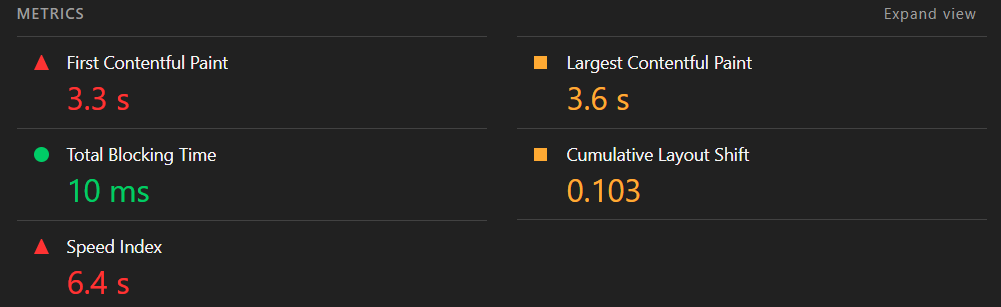 METRICS
Expand view
First Contentful Paint
3.3 s
Largest Contentful Paint
3.6 s
Total Blocking Time
10 ms
Cumulative Layout Shift
0.103
Speed Index
6.4 s